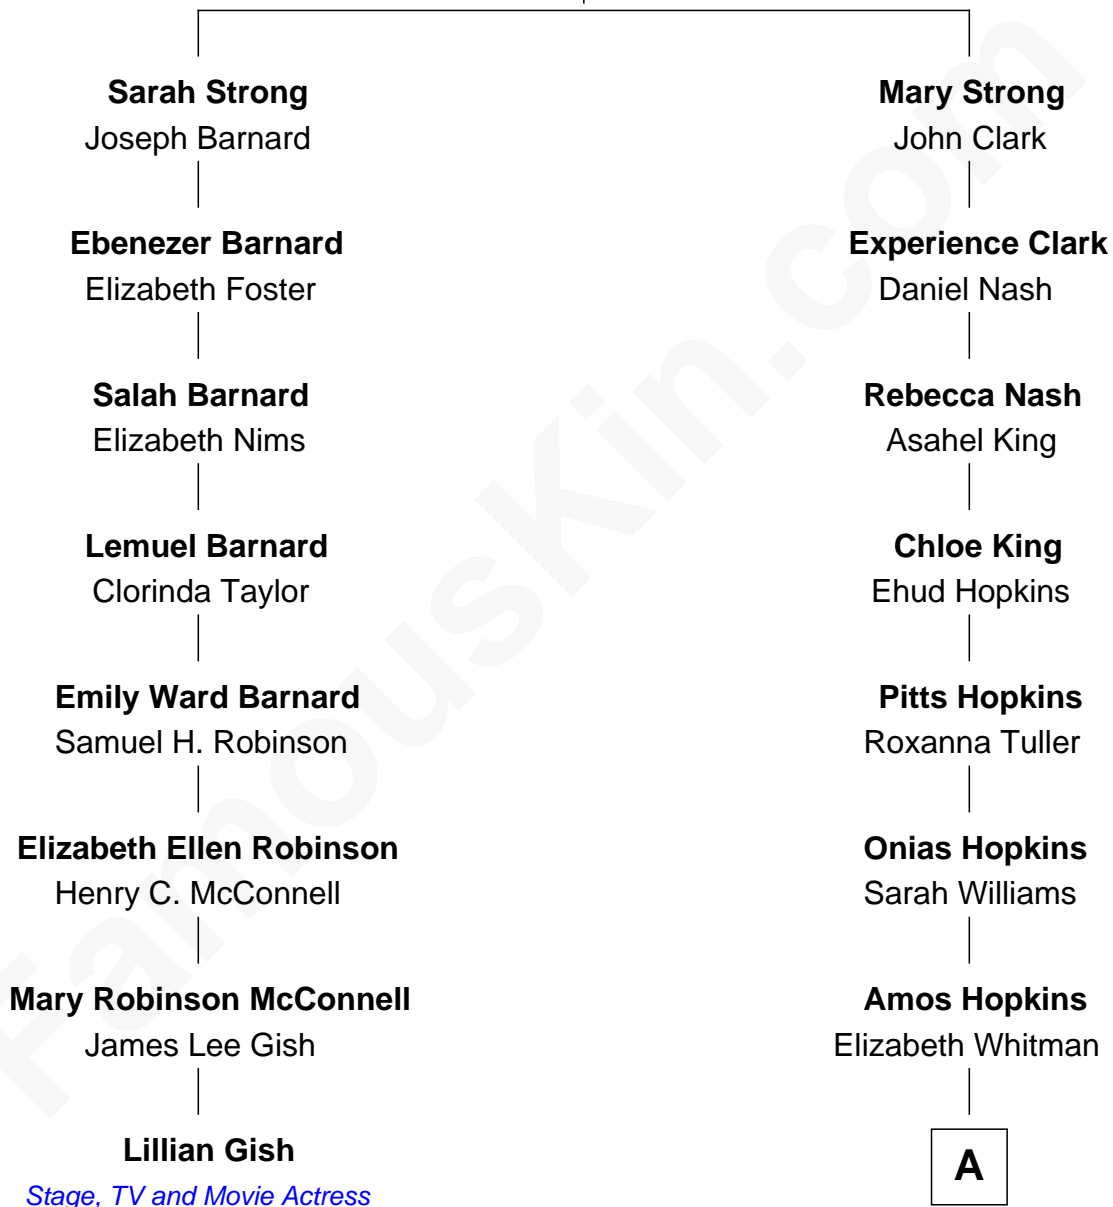 Sarah Strong
Joseph Barnard
Ebenezer Barnard
Elizabeth Foster
Salah Barnard
Elizabeth Nims
Lemuel Barnard
Clorinda Taylor
Emily Ward Barnard
Samuel H. Robinson
Elizabeth Ellen Robinson
Henry C. McConnell
Mary Robinson McConnell
James Lee Gish
Lillian Gish
Stage, TV and Movie Actress
Mary Strong
John Clark
Experience Clark
Daniel Nash
Rebecca Nash
Asahel King
Chloe King
Ehud Hopkins
Pitts Hopkins
Roxanna Tuller
Onias Hopkins
Sarah Williams
Amos Hopkins
Elizabeth Whitman
A
FamousKin.com